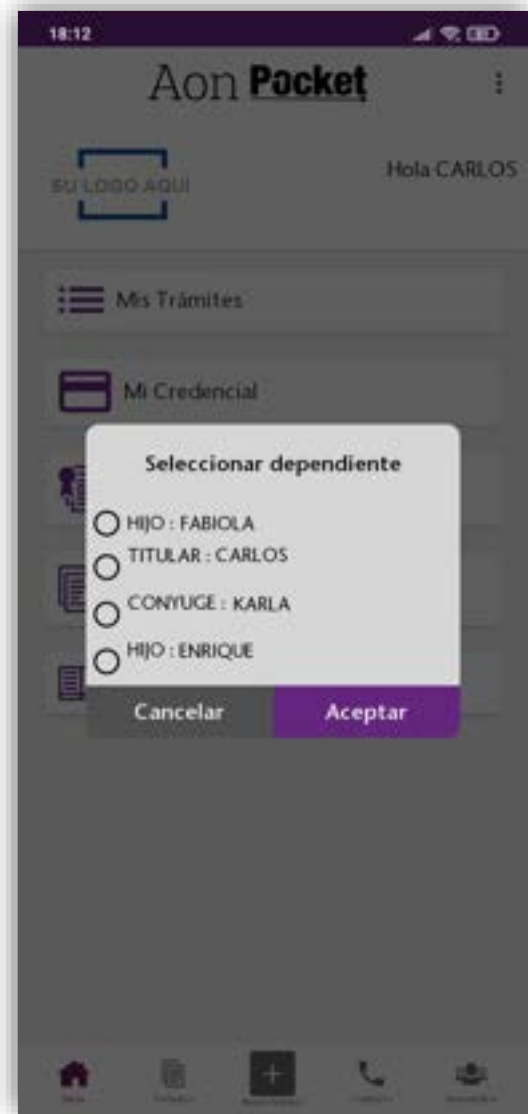 18:12
Aon Pocket
SU LOGO AQUÍ
Hola CARLOS
Mis Trámites
Mi Credencial
Seleccionar dependiente
HIJO : FABIOLA
TITULAR : CARLOS
CONYUGE : KARLA
HIJO : ENRIQUE
Cancelar
Aceptar